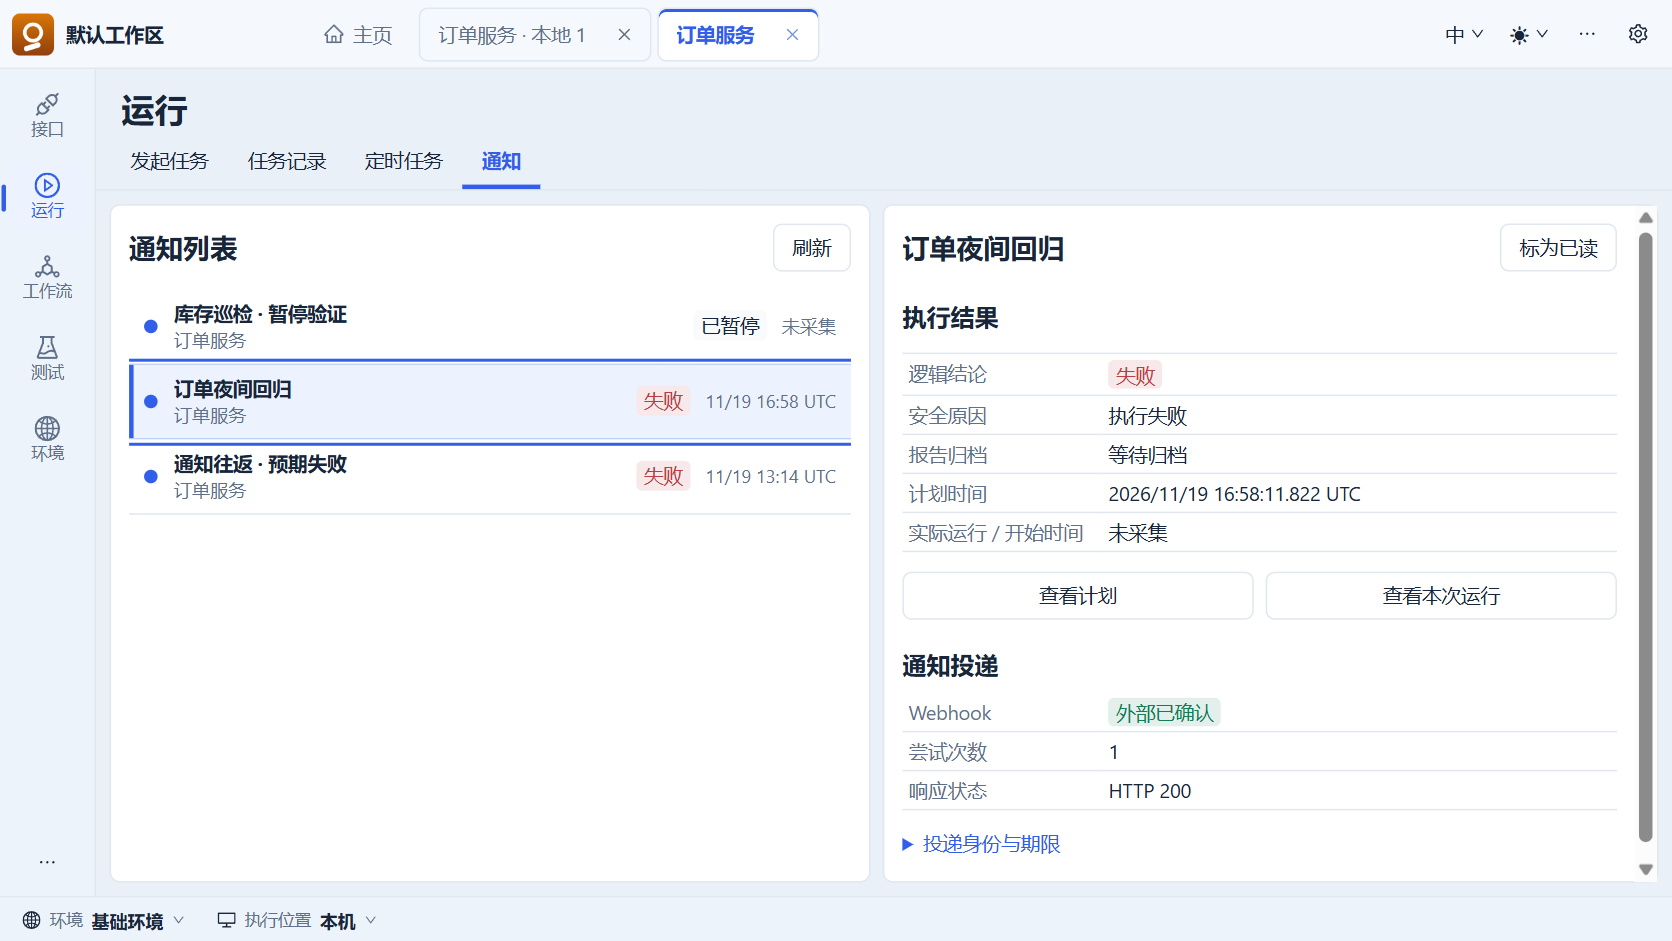 默认工作区
主页
订单服务 · 本地 1
订单服务
中
接口
运行
工作流
测试
环境
运行
发起任务
任务记录
定时任务
通知
通知列表
刷新
库存巡检 · 暂停验证
订单服务
已暂停
未采集
订单夜间回归
订单服务
失败
11/19 16:58 UTC
通知往返 · 预期失败
订单服务
失败
11/19 13:14 UTC
订单夜间回归
标为已读
执行结果
逻辑结论 失败
安全原因 执行失败
报告归档 等待归档
计划时间 2026/11/19 16:58:11.822 UTC
实际运行 / 开始时间 未采集
查看计划
查看本次运行
通知投递
Webhook 外部已确认
尝试次数 1
响应状态 HTTP 200
投递身份与期限
环境 基础环境
执行位置 本机